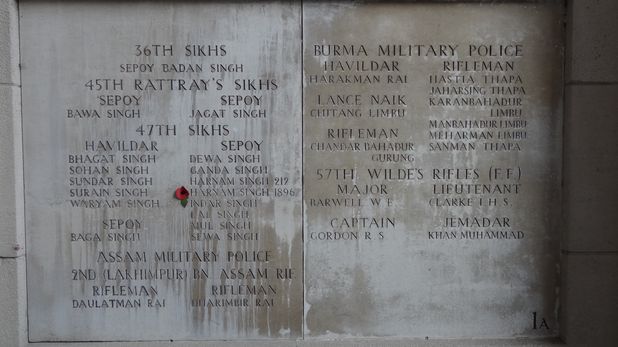 36TH SIKHS
SEPOY BADAN SINGH
45TH RATTRAY'S SIKHS
SEPOY
BAWA SINGH
SEPOY
JAGAT SINGH
47TH SIKHS
HAVILDAR
BHAGAT SINGH
SOHAN SINGH
SUNDAR SINGH
SURAIN SINGH
WARYAM SINGH
SEPOY
BAGA SINGH
SEPOY
DEWA SINGH
GANDA SINGH
HARNAM SINGH 217
HARNAM SINGH 1896
INDAR SINGH
LAL SINGH
MUL SINGH
SEWA SINGH
ASSAM MILITARY POLICE
2ND (LAKHIMPUR) BN ASSAM RIF
RIFLEMAN
DAULATMAN RAI
RIFLEMAN
DHARIMBUR RAI
BURMA MILITARY POLICE
HAVILDAR
HARAKMAN RAI
LANCE NAIK
CHUTANG LIMBU
RIFLEMAN
CHANDAR BAHADUR
GURUNG
RIFLEMAN
HASTIA THAPA
JAHARSING THAPA
KARANBAHADUR
LIMBU
MANBAHADUR LIMBU
MEHARMAN LIMBU
SANMAN THAPA
57TH WILDE'S RIFLES (F.F.)
MAJOR
BARWELL W. E.
CAPTAIN
GORDON R S
LIEUTENANT
CLARKE T. H. S.
JEMADAR
KHAN MUHAMMAD
1A